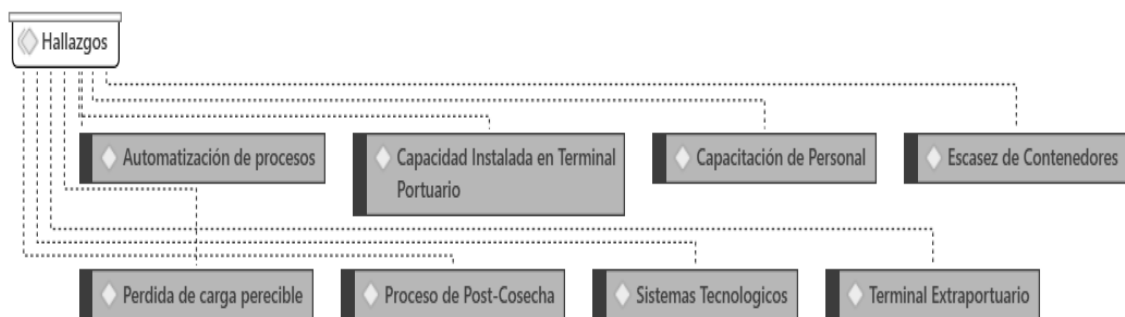 Hallazgos
Automatización de procesos
Capacidad Instalada en Terminal
Portuario
Capacitación de Personal
Escasez de Contenedores
Perdida de carga perecible
Proceso de Post-Cosecha
Sistemas Tecnologicos
Terminal Extraportuario